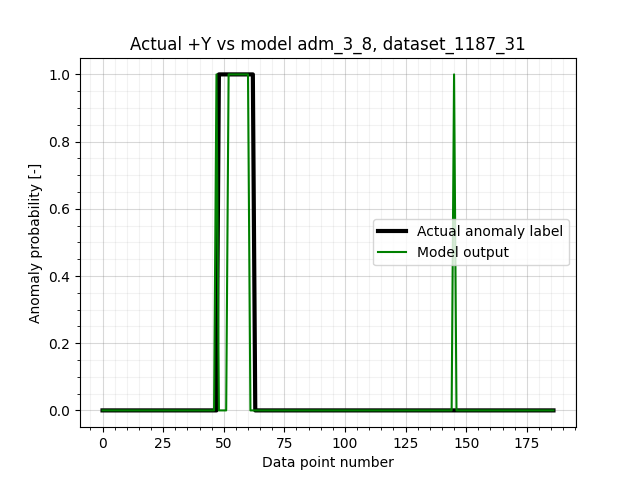 Actual +Y vs model adm_3_8, dataset_1187_31
Anomaly probability [-]
1.0
0.8
0.6
0.4
0.2
0.0
Actual anomaly label
Model output
0 25 50 75 100 125 150 175
Data point number